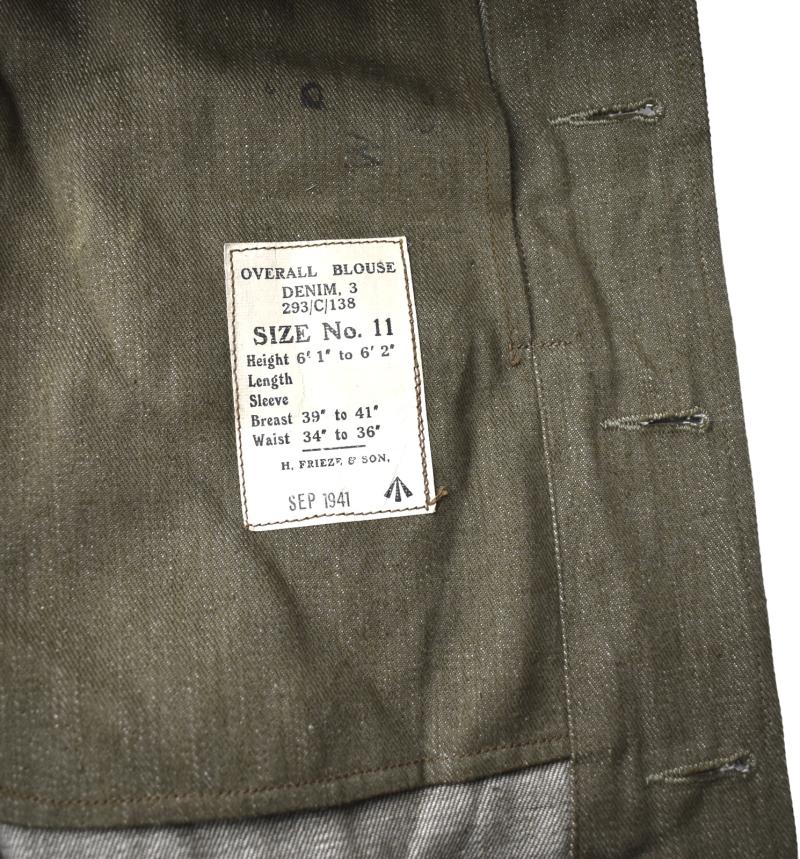 OVERALL BLOUSE
DENIM, 3
293/C/138
SIZE No. 11
Height 6' 1" to 6' 2"
Length
Sleeve
Breast 39" to 41"
Waist 34" to 36"
H. FRIEZE & SON,
SEP 1941